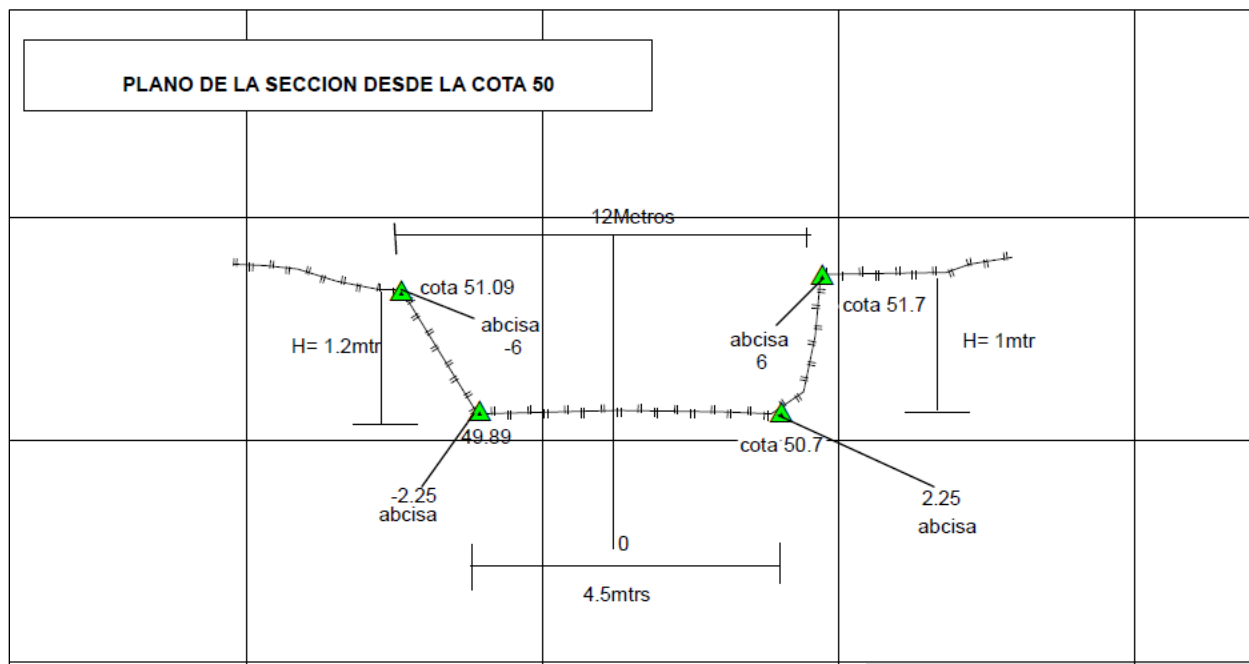 PLANO DE LA SECCION DESDE LA COTA 50
12Metros
cota 51.09
abcisa
-6
H= 1.2mtr
abcisa
6
cota 51.7
H= 1mtr
49.89
cota 50.7
-2.25
abcisa
2.25
abcisa
0
4.5mtrs